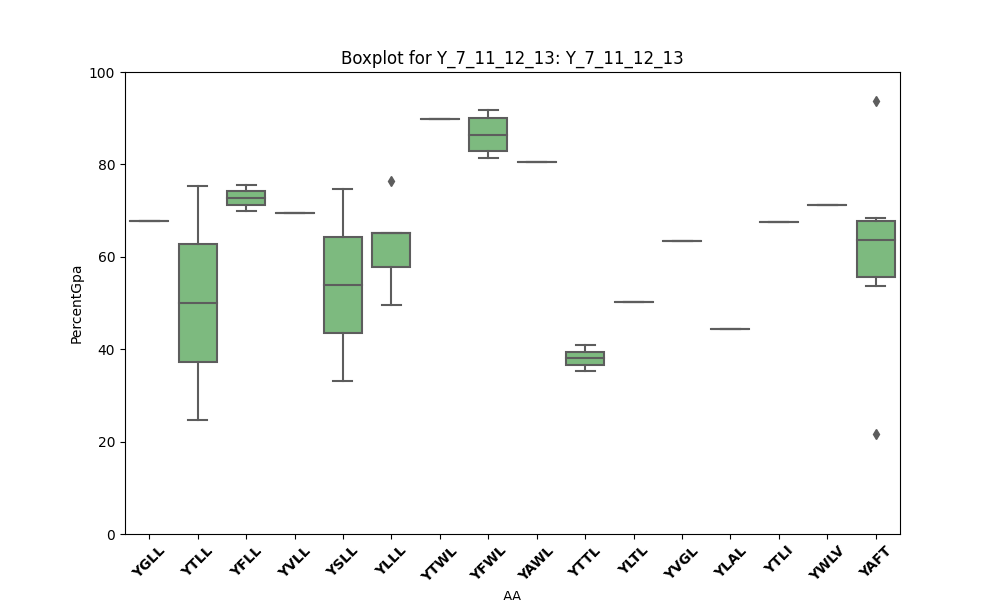 Boxplot for Y_7_11_12_13: Y_7_11_12_13
100
80
60
40
20
0
PercentGpa
YGLL YTLL YFLL YVLL YSLL YLLL YTWL YFWL YAWL YTTL YLTL YVGL YLAL YTLI YWLV YAFT
AA